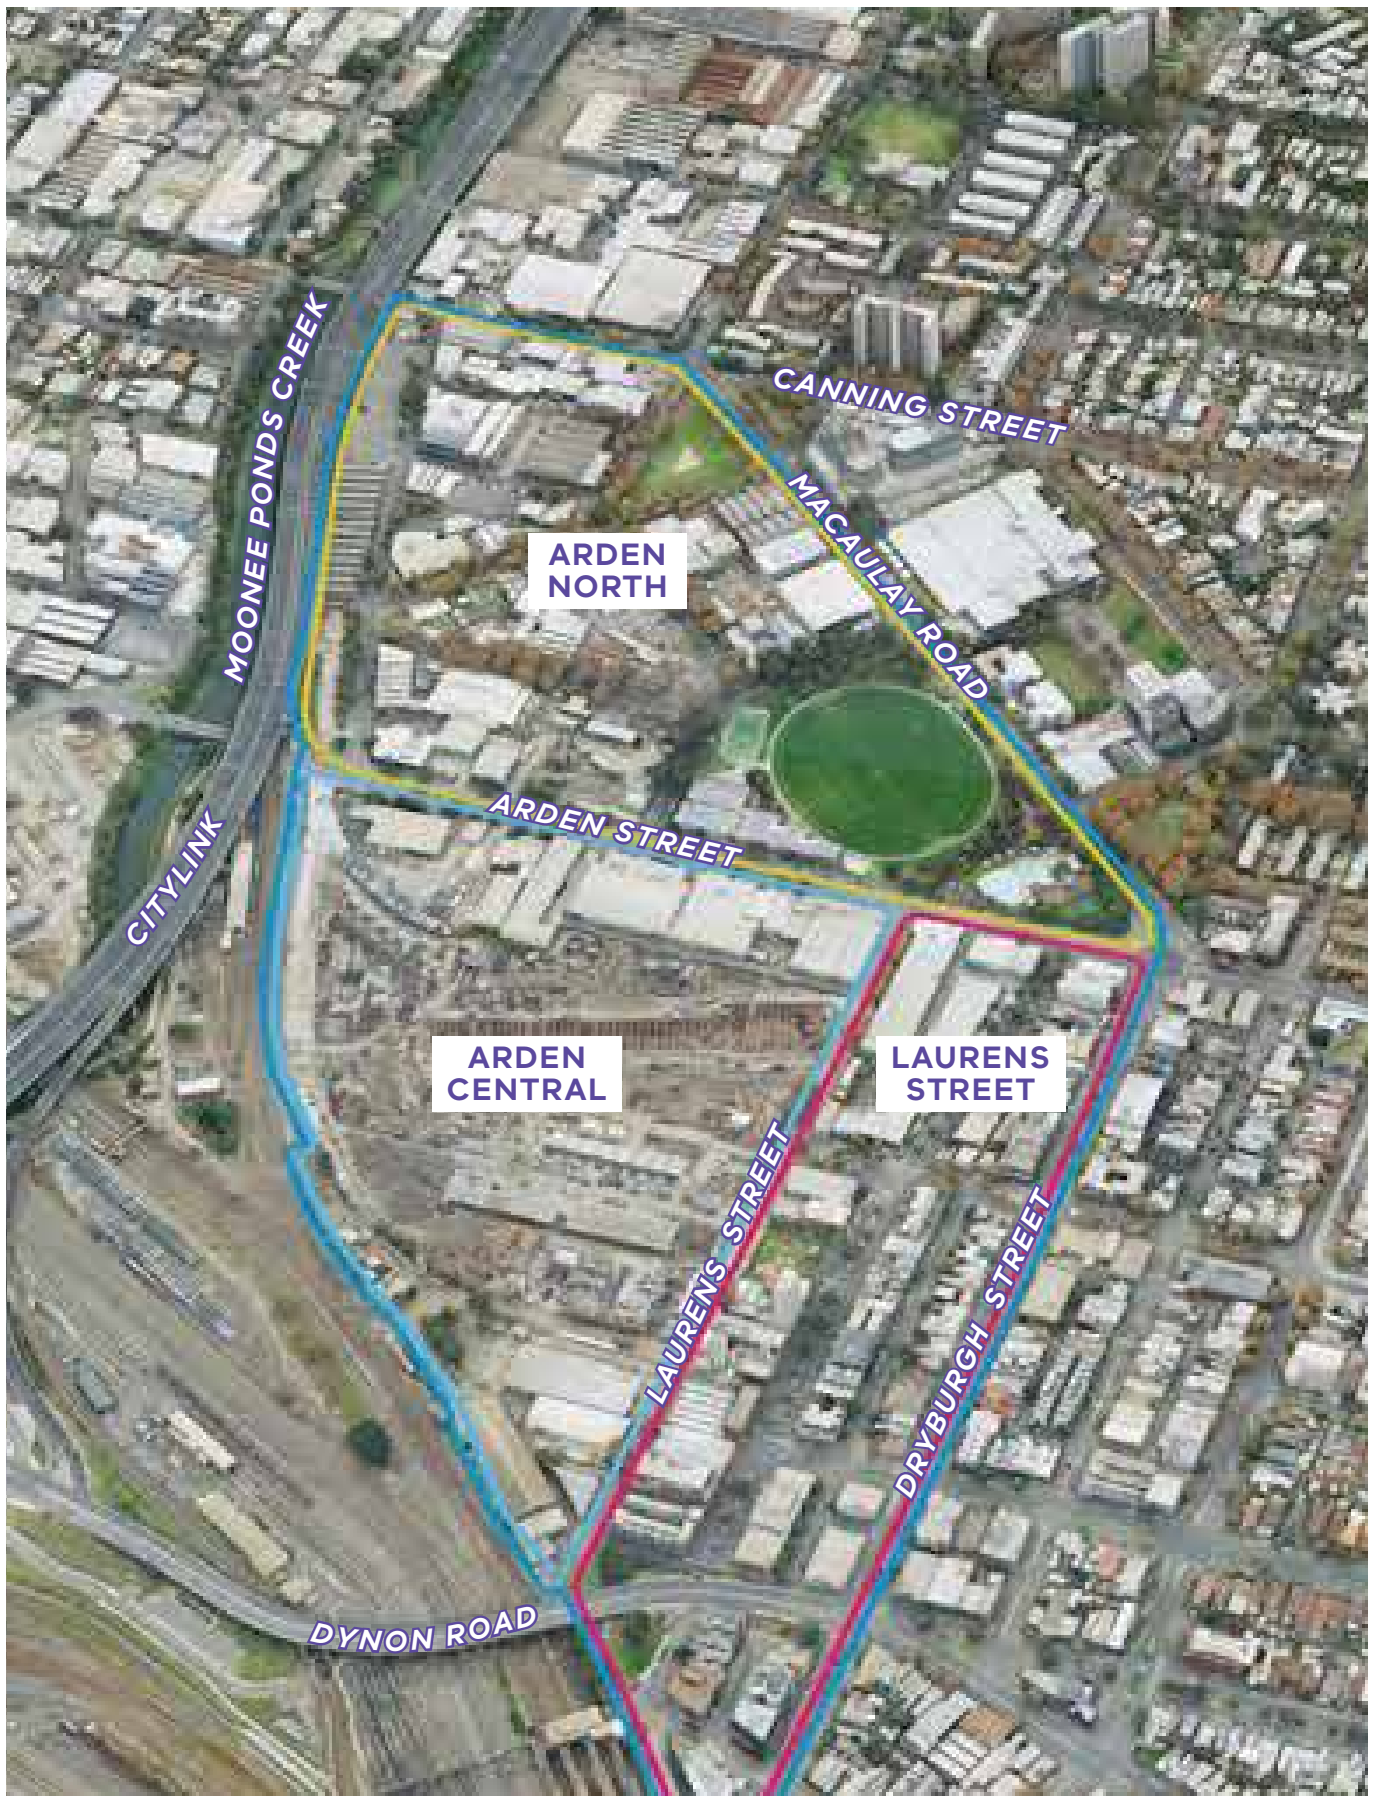 MOONEE PONDS CREEK
CANNING STREET
MACAULAY ROAD
ARDEN
NORTH
ARDEN STREET
CITYLINK
ARDEN
CENTRAL
LAURENS
STREET
LAURENS STREET
DRYBURGH STREET
DYNON ROAD